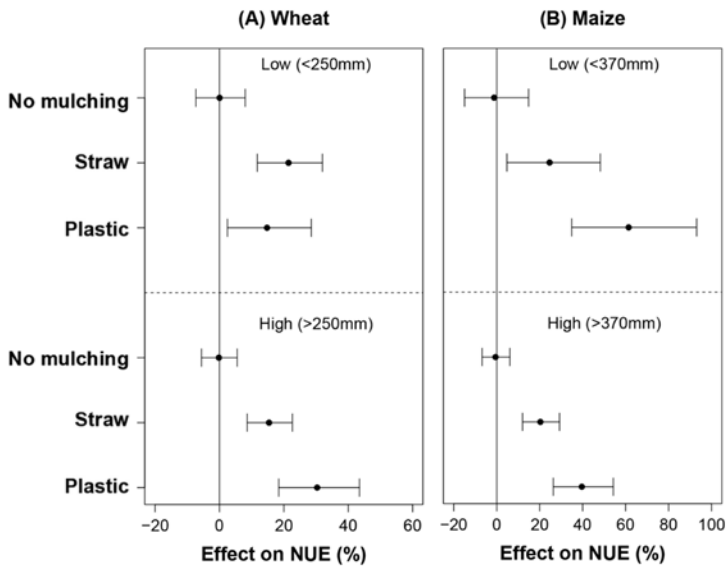 (A) Wheat
(B) Maize
Low (<250mm)
Low (<370mm)
No mulching
Straw
Plastic
High (>250mm)
High (>370mm)
No mulching
Straw
Plastic
−20 0 20 40 60
−20 0 20 40 60 80 100
Effect on NUE (%)
Effect on NUE (%)